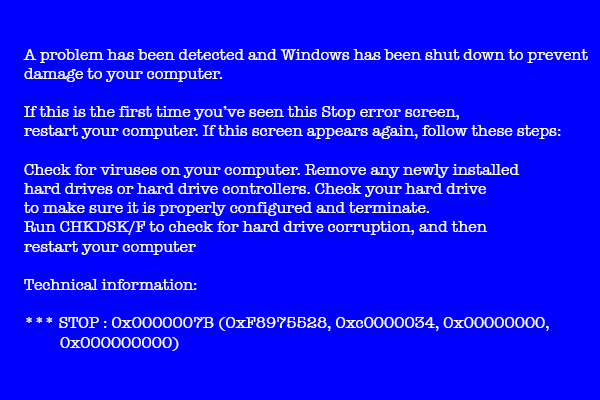 A problem has been detected and Windows has been shut down to prevent
damage to your computer.
If this is the first time you've seen this Stop error screen,
restart your computer. If this screen appears again, follow these steps:
Check for viruses on your computer. Remove any newly installed
hard drives or hard drive controllers. Check your hard drive
to make sure it is properly configured and terminate.
Run CHKDSK/F to check for hard drive corruption, and then
restart your computer
Technical information:
*** STOP : 0x0000007B (0xF8975528, 0xc0000034, 0x00000000,
0x000000000)